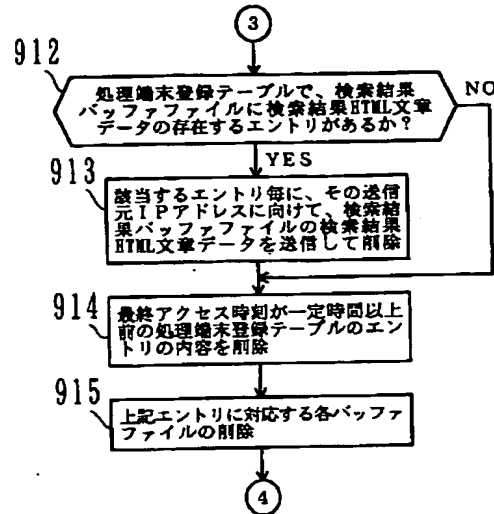 3
912
処理端末登録テーブルで、検索結果
バッファファイルに検索結果HTML文章
データの存在するエントリがあるか？
NO
YES
913
該当するエントリ毎に、その送信
元IPアドレスに向けて、検索結
果バッファファイルの検索結果
HTML文章データを送信して削除
914
最終アクセス時刻が一定時間以上
前の処理端末登録テーブルのエント
リの内容を削除
915
上記エントリに対応する各バッファ
ファイルの削除
4